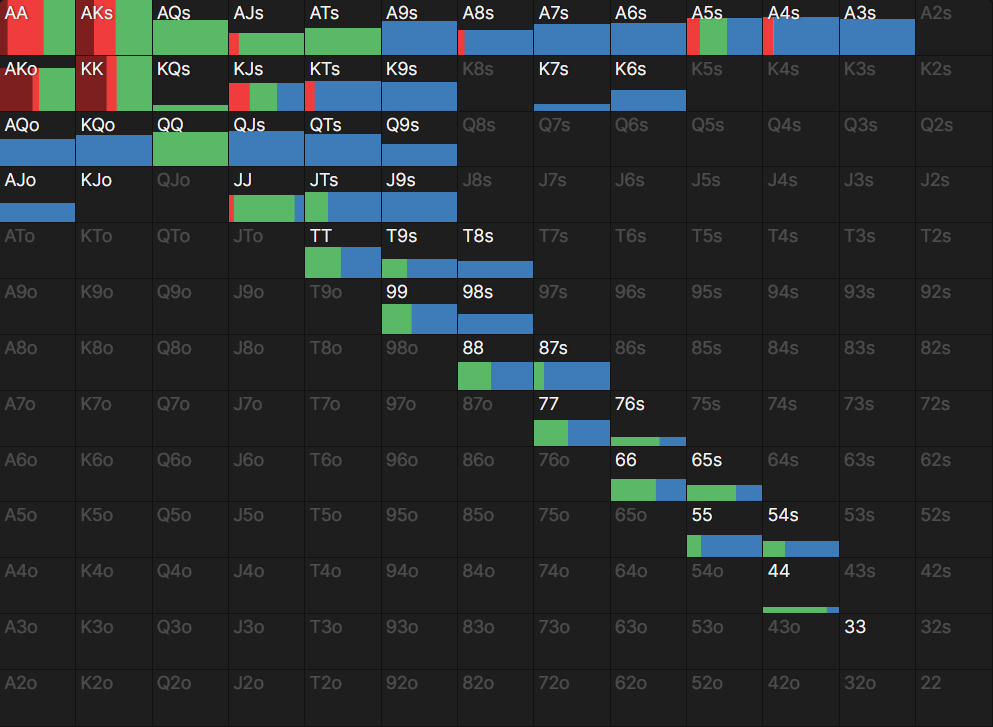 AA AKs AQs AJs ATs A9s A8s A7s A6s A5s A4s A3s A2s
AKo KK KQs KJs KTs K9s K8s K7s K6s K5s K4s K3s K2s
AQo KQo QQ QJs QTs Q9s Q8s Q7s Q6s Q5s Q4s Q3s Q2s
AJo KJo QJo JJ JTs J9s J8s J7s J6s J5s J4s J3s J2s
ATo KTo QTo JTo TT T9s T8s T7s T6s T5s T4s T3s T2s
A9o K9o Q9o J9o T9o 99 98s 97s 96s 95s 94s 93s 92s
A8o K8o Q8o J8o T8o 98o 88 87s 86s 85s 84s 83s 82s
A7o K7o Q7o J7o T7o 97o 87o 77 76s 75s 74s 73s 72s
A6o K6o Q6o J6o T6o 96o 86o 76o 66 65s 64s 63s 62s
A5o K5o Q5o J5o T5o 95o 85o 75o 65o 55 54s 53s 52s
A4o K4o Q4o J4o T4o 94o 84o 74o 64o 54o 44 43s 42s
A3o K3o Q3o J3o T3o 93o 83o 73o 63o 53o 43o 33 32s
A2o K2o Q2o J2o T2o 92o 82o 72o 62o 52o 42o 32o 22